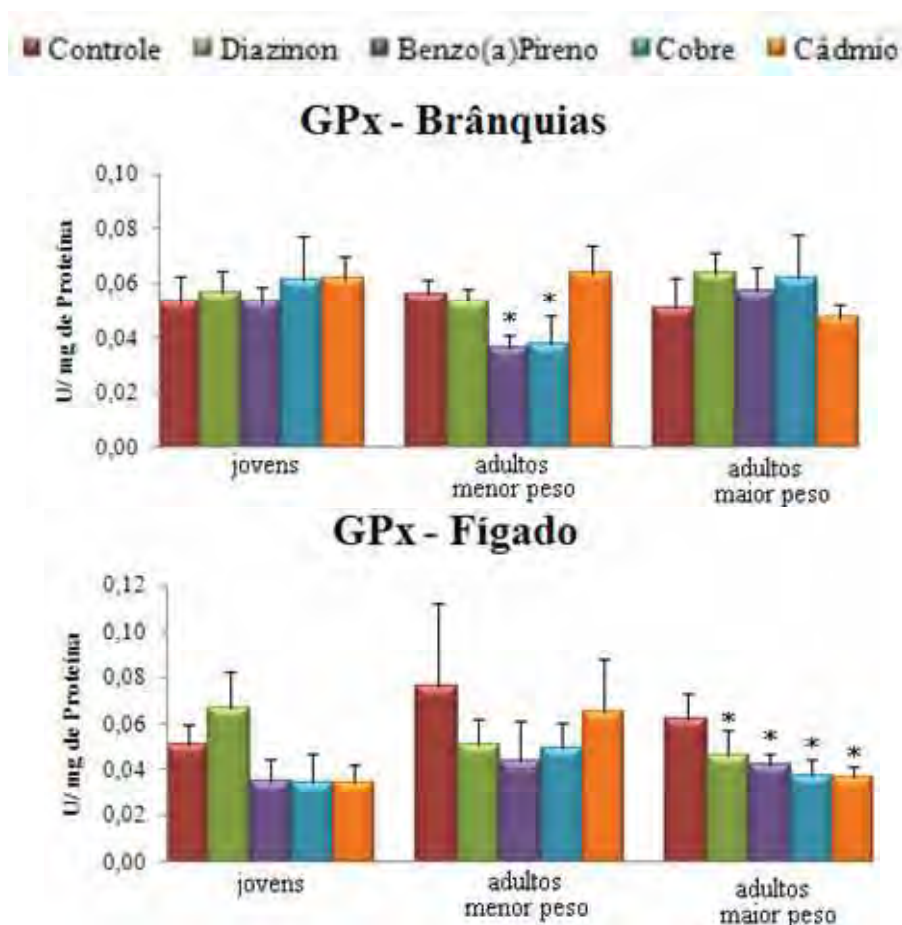 Controle Diazinon Benzo(a)Pireno Cobre Cádmio
GPx - Brânquias
U/ mg de Proteína
0,10
0,08
0,06
0,04
0,02
0,00
* *
jovens
adultos
menor peso
adultos
maior peso
GPx - Fígado
U/ mg de Proteína
0,12
0,10
0,08
0,06
0,04
0,02
0,00
* * * *
jovens
adultos
menor peso
adultos
maior peso